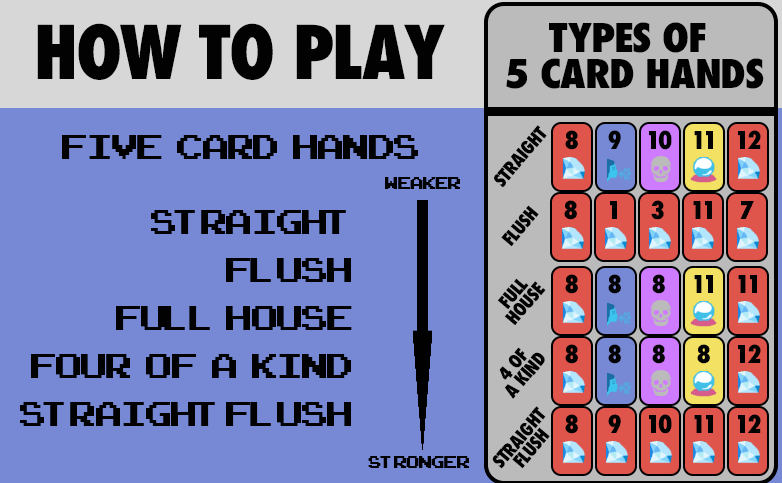 HOW TO PLAY
FIVE CARD HANDS
WEAKER
STRAIGHT
FLUSH
FULL HOUSE
FOUR OF A KIND
STRAIGHT FLUSH
STRONGER
TYPES OF
5 CARD HANDS
STRAIGHT
8 9 10 11 12
FLUSH
8 1 3 11 7
FULL
HOUSE
8 8 8 11 11
4 OF
A KIND
8 8 8 8 12
STRAIGHT
FLUSH
8 9 10 11 12